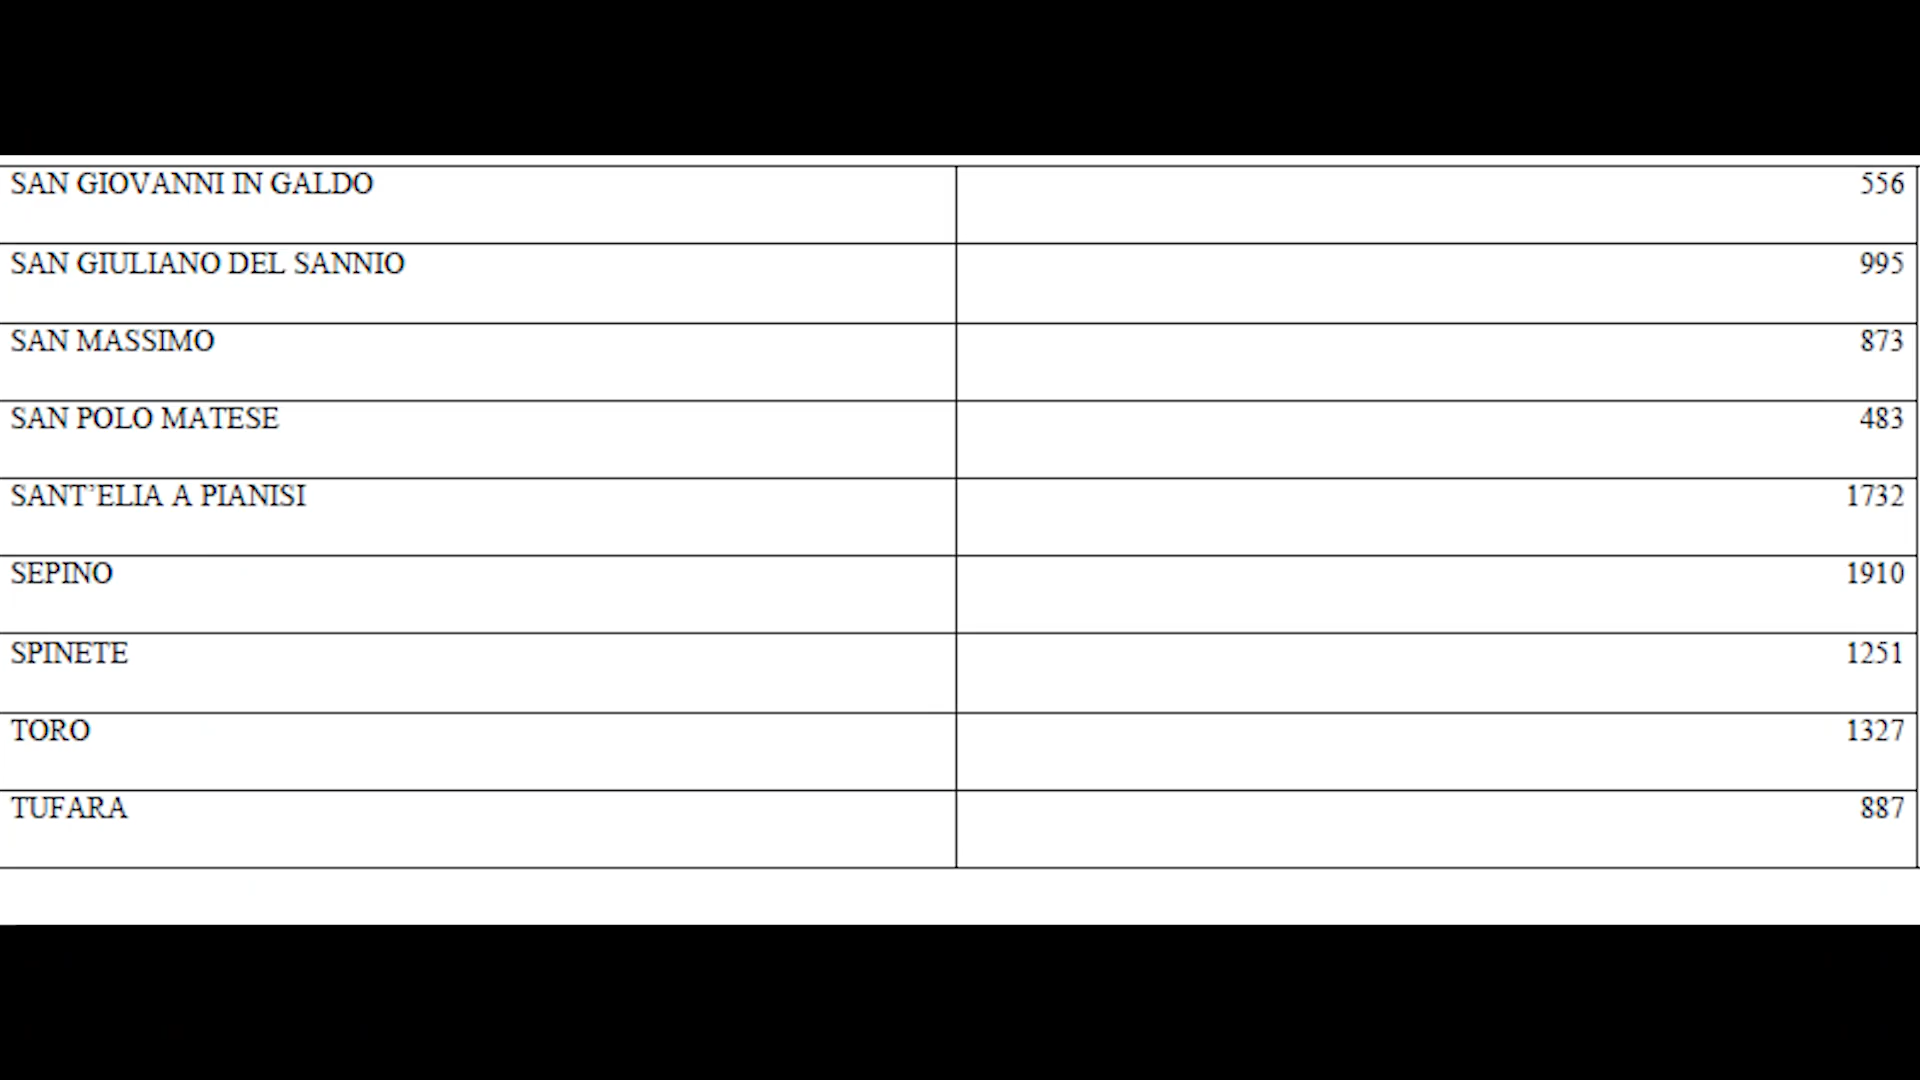 SAN GIOVANNI IN GALDO 556
SAN GIULIANO DEL SANNIO 995
SAN MASSIMO 873
SAN POLO MATESE 483
SANT’ELIA A PIANISI 1732
SEPINO 1910
SPINETE 1251
TORO 1327
TUFARA 887